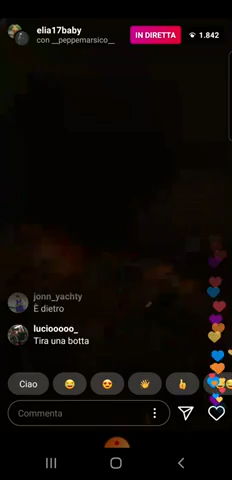 elia17baby
con __peppemarsico__
IN DIRETTA
1.842
jonn_yachty
È dietro
luciooooo_
Tira una botta
Ciao
Commenta